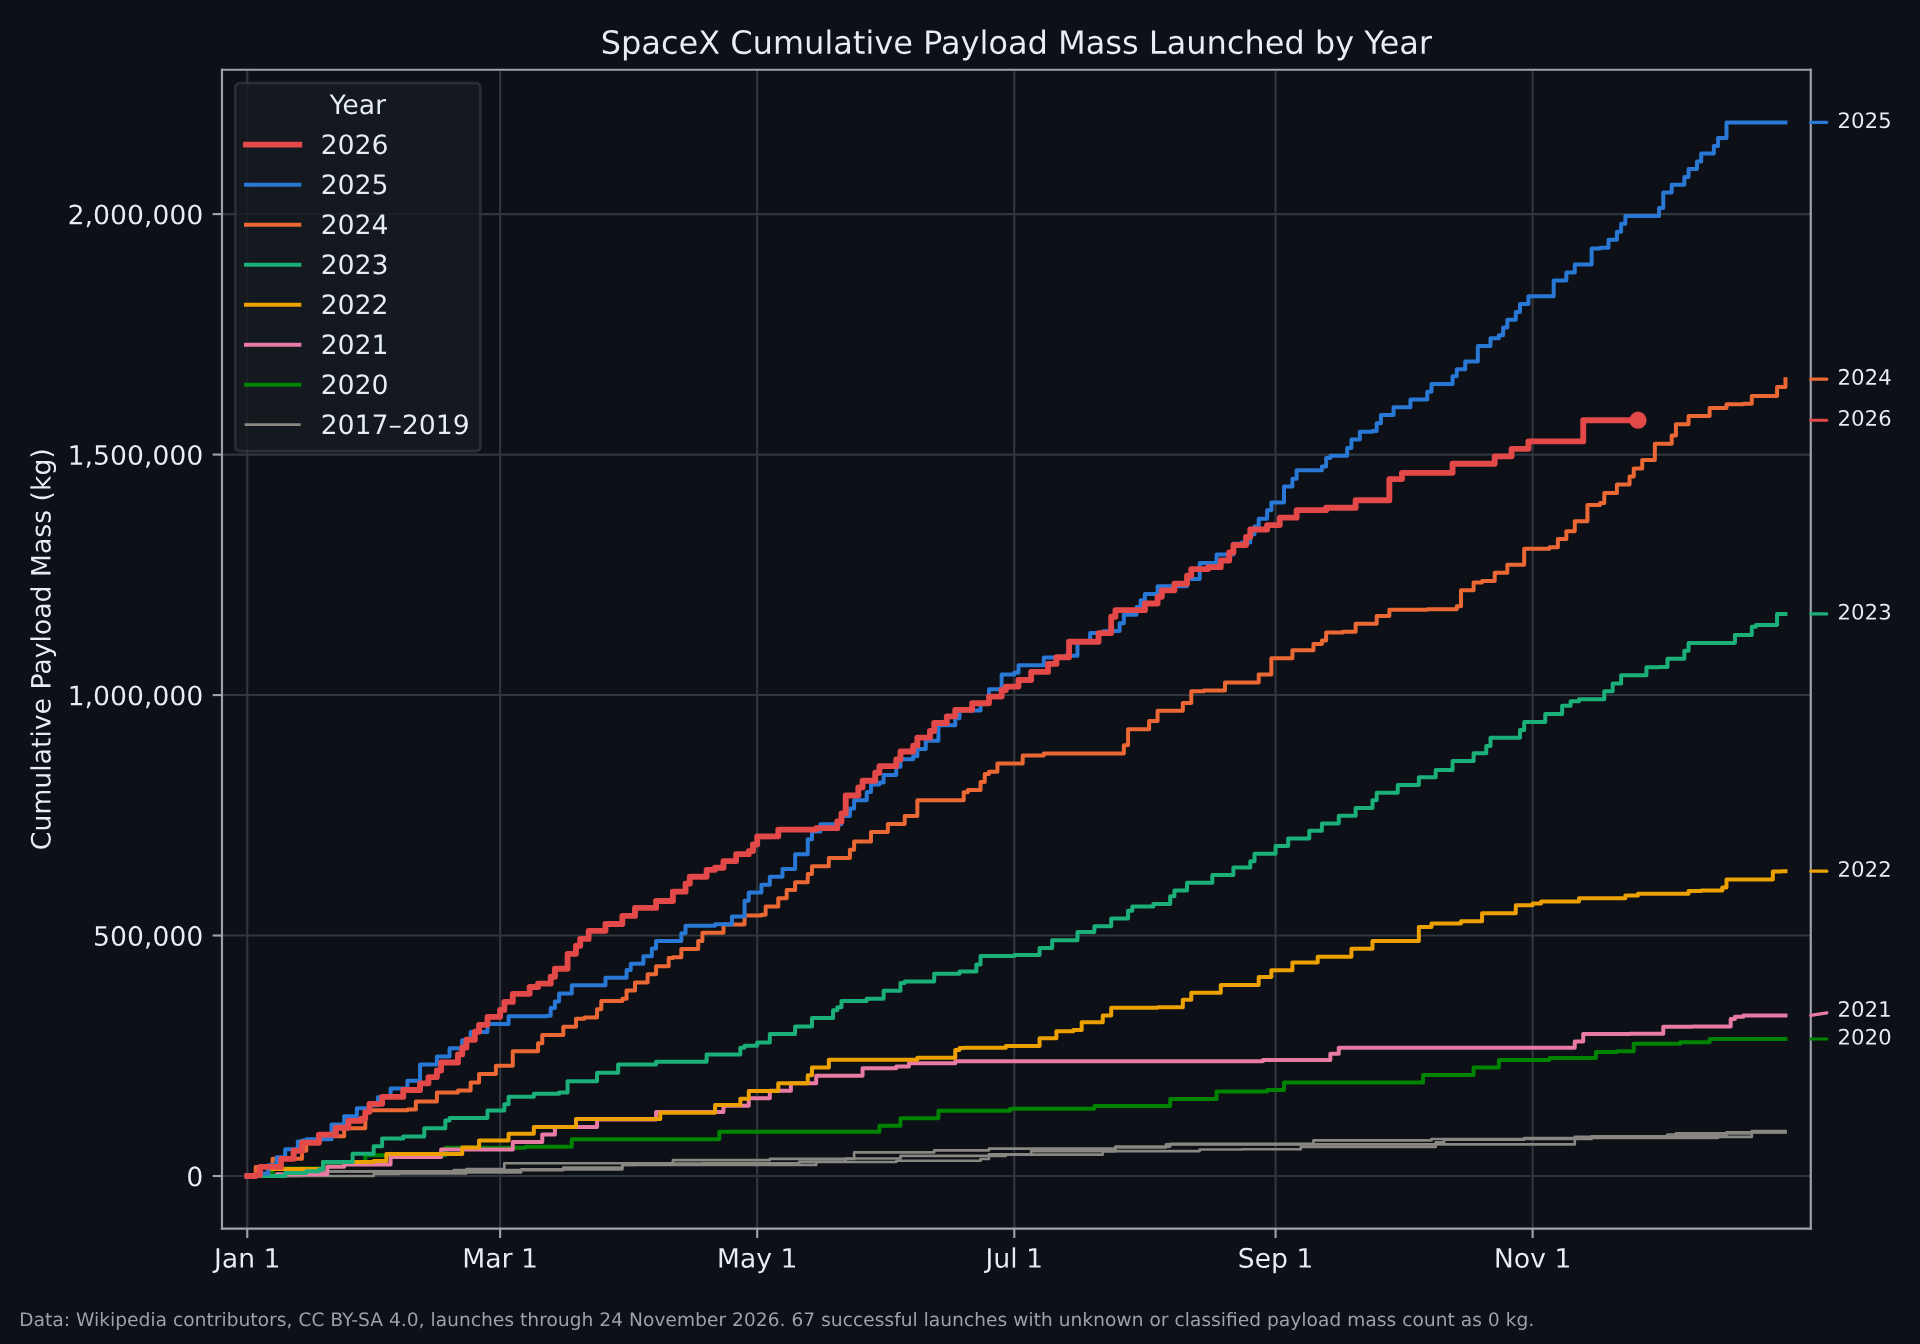 SpaceX Cumulative Payload Mass Launched by Year
Year
2026
2025
2024
2023
2022
2021
2020
2017–2019
Cumulative Payload Mass (kg)
2,000,000
1,500,000
1,000,000
500,000
0
Jan 1
Mar 1
May 1
Jul 1
Sep 1
Nov 1
2025
2024
2026
2023
2022
2021
2020
Data: Wikipedia contributors, CC BY-SA 4.0, launches through 24 November 2026. 67 successful launches with unknown or classified payload mass count as 0 kg.